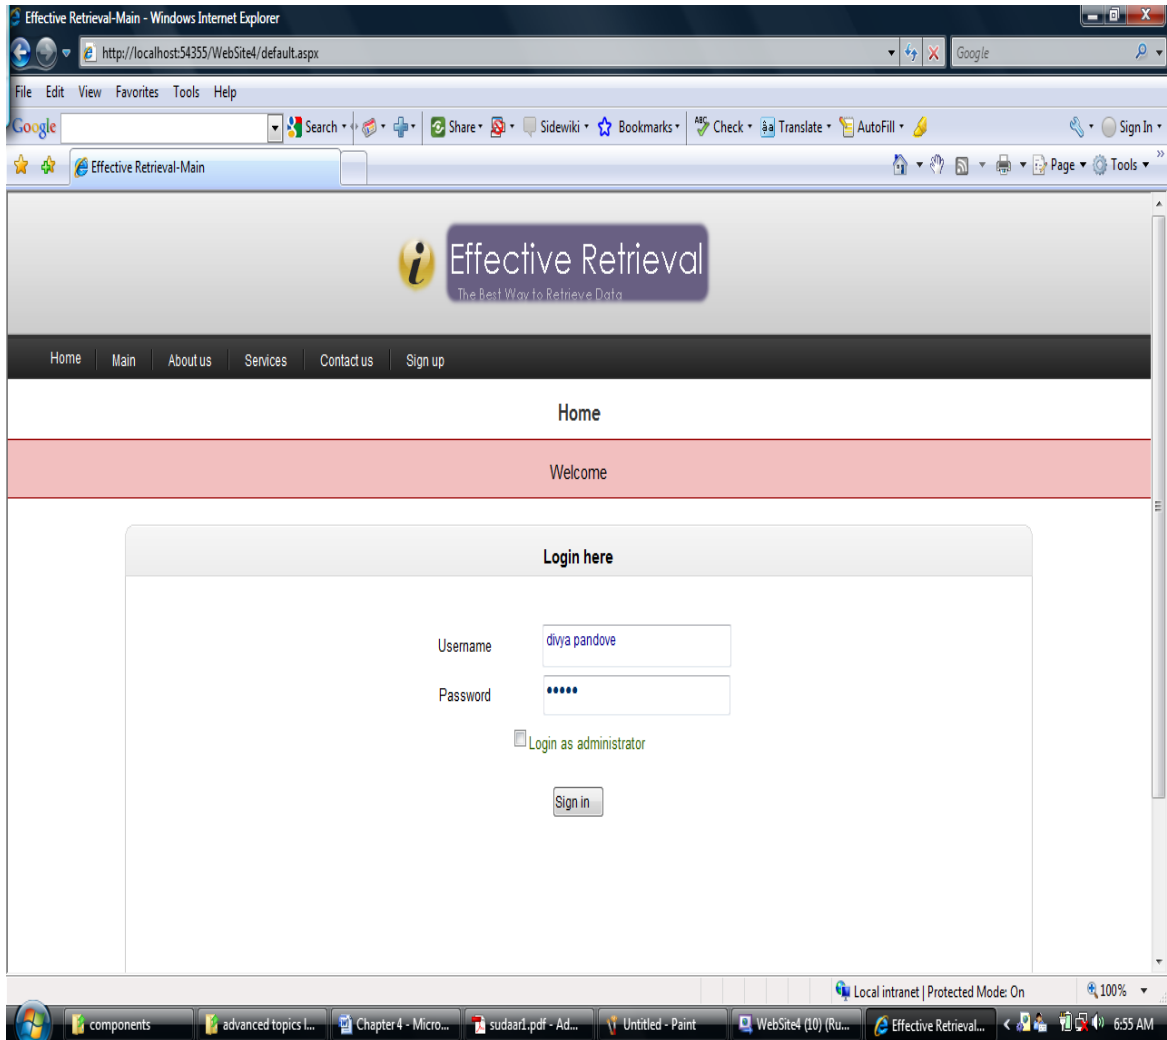 Effective Retrieval-Main - Windows Internet Explorer
http://localhost:54355/WebSite4/default.aspx
Google
File Edit View Favorites Tools Help
Google Search Share Sidewiki Bookmarks ABC Check âa Translate AutoFill Sign In
Effective Retrieval-Main Page Tools
i Effective Retrieval
The Best Way to Retrieve Data
Home Main About us Services Contact us Sign up
Home
Welcome
Login here
Username divya pandove
Password •••••
Login as administrator
Sign in
Local intranet | Protected Mode: On 100%
components advanced topics I... Chapter 4 - Micro... sudaar1.pdf - Ad... Untitled - Paint WebSite4 (10) (Ru... Effective Retrieval... 6:55 AM